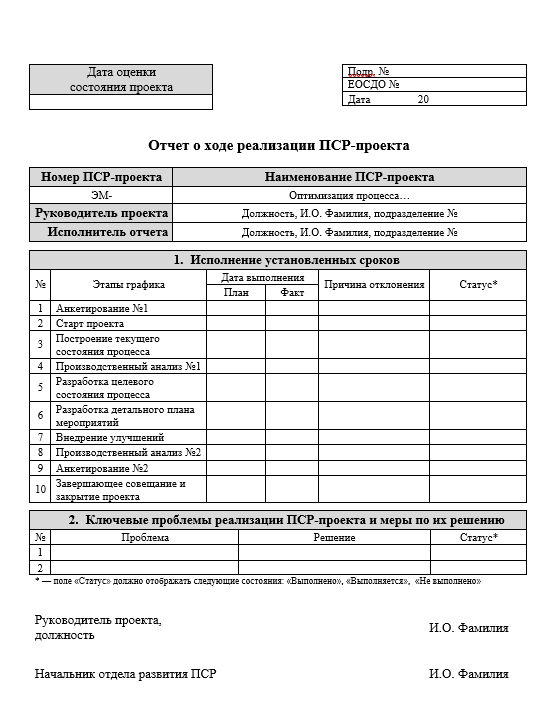 Дата оценки
состояния проекта
Подр. №
ЕОСДО №
Дата 20
Отчет о ходе реализации ПСР-проекта
Номер ПСР-проекта Наименование ПСР-проекта
ЭМ- Оптимизация процесса…
Руководитель проекта Должность, И.О. Фамилия, подразделение №
Исполнитель отчета Должность, И.О. Фамилия, подразделение №
1. Исполнение установленных сроков
№ Этапы графика Дата выполнения Причина отклонения Статус*
План Факт
1 Анкетирование №1
2 Старт проекта
3 Построение текущего
состояния процесса
4 Производственный анализ №1
5 Разработка целевого
состояния процесса
6 Разработка детального плана
мероприятий
7 Внедрение улучшений
8 Производственный анализ №2
9 Анкетирование №2
10 Завершающее совещание и
закрытие проекта
2. Ключевые проблемы реализации ПСР-проекта и меры по их решению
№ Проблема Решение Статус*
1
2
* — поле «Статус» должно отображать следующие состояния: «Выполнено», «Выполняется», «Не выполнено»
Руководитель проекта,
должность И.О. Фамилия
Начальник отдела развития ПСР И.О. Фамилия